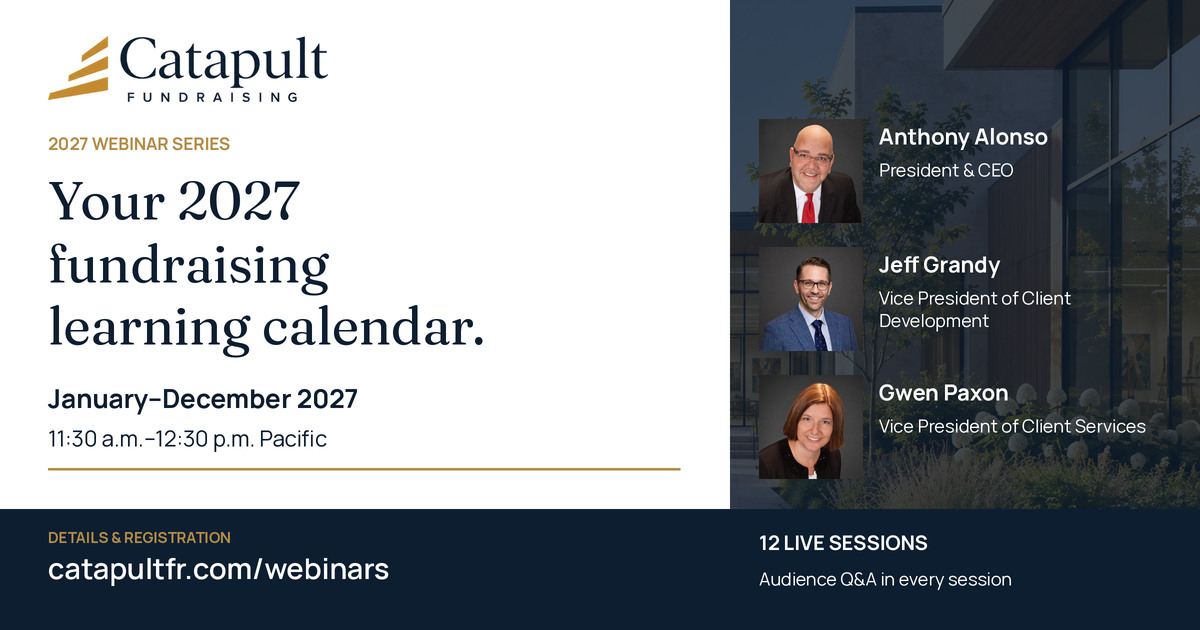 Catapult
FUNDRAISING
2027 WEBINAR SERIES
Your 2027
fundraising
learning calendar.
January–December 2027
11:30 a.m.–12:30 p.m. Pacific
Anthony Alonso
President & CEO
Jeff Grandy
Vice President of Client
Development
Gwen Paxon
Vice President of Client Services
DETAILS & REGISTRATION
catapultfr.com/webinars
12 LIVE SESSIONS
Audience Q&A in every session